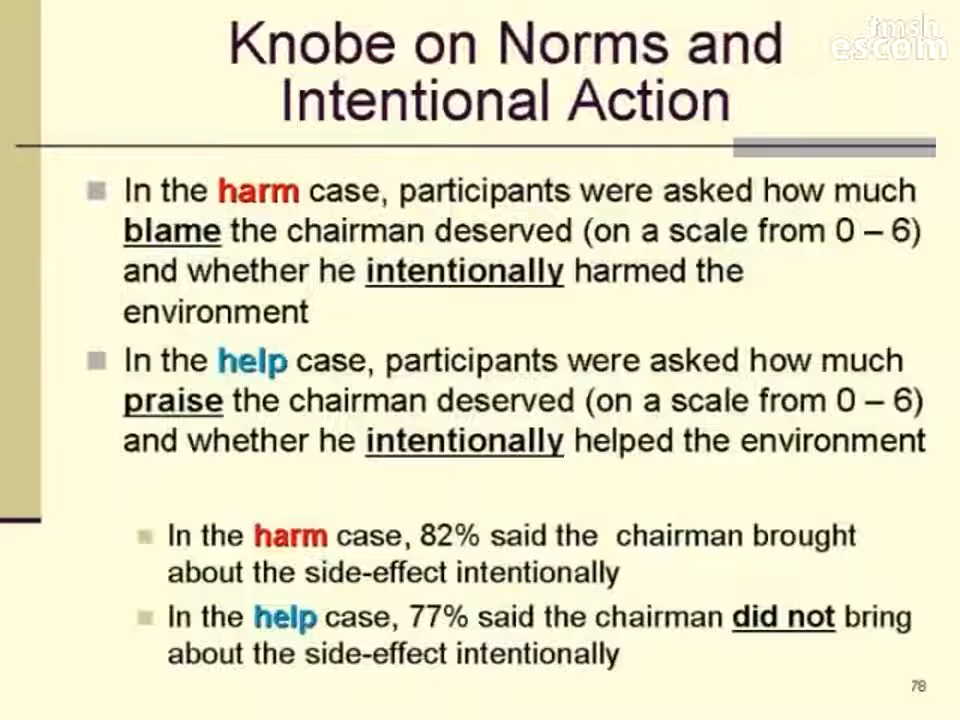 tmsh
escom
Knobe on Norms and
Intentional Action
In the harm case, participants were asked how much
blame the chairman deserved (on a scale from 0 – 6)
and whether he intentionally harmed the
environment
In the help case, participants were asked how much
praise the chairman deserved (on a scale from 0 – 6)
and whether he intentionally helped the environment
In the harm case, 82% said the chairman brought
about the side-effect intentionally
In the help case, 77% said the chairman did not bring
about the side-effect intentionally
78